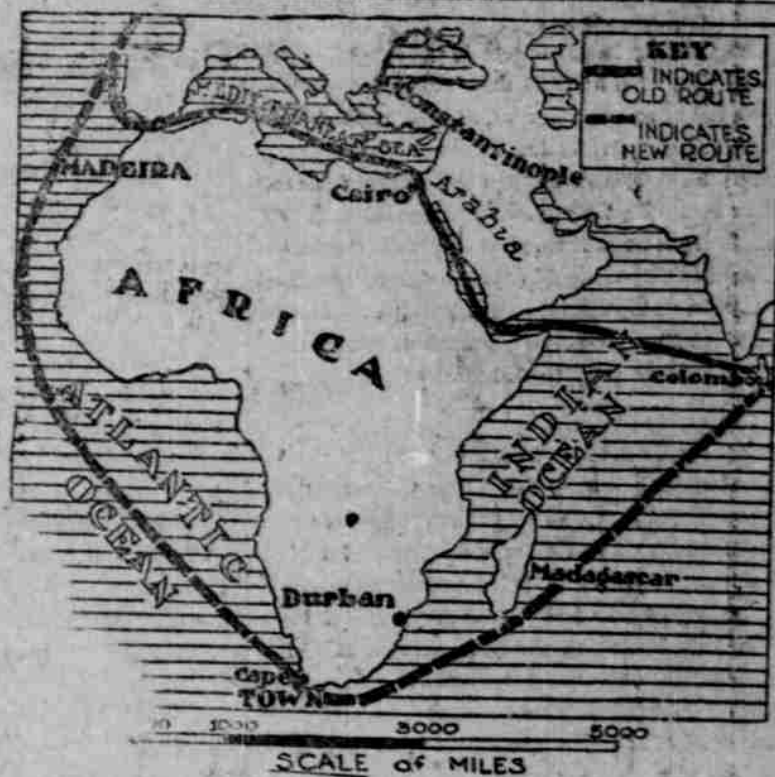 KEY
INDICATES
OLD ROUTE
INDICATES
NEW ROUTE
MEDITERRANEAN SEA
Constantinople
MADEIRA
Cairo
Arabia
AFRICA
Colombo
ATLANTIC
OCEAN
INDIAN
OCEAN
Madagascar
Durban
Cape
TOWN
1000 3000 5000
SCALE of MILES